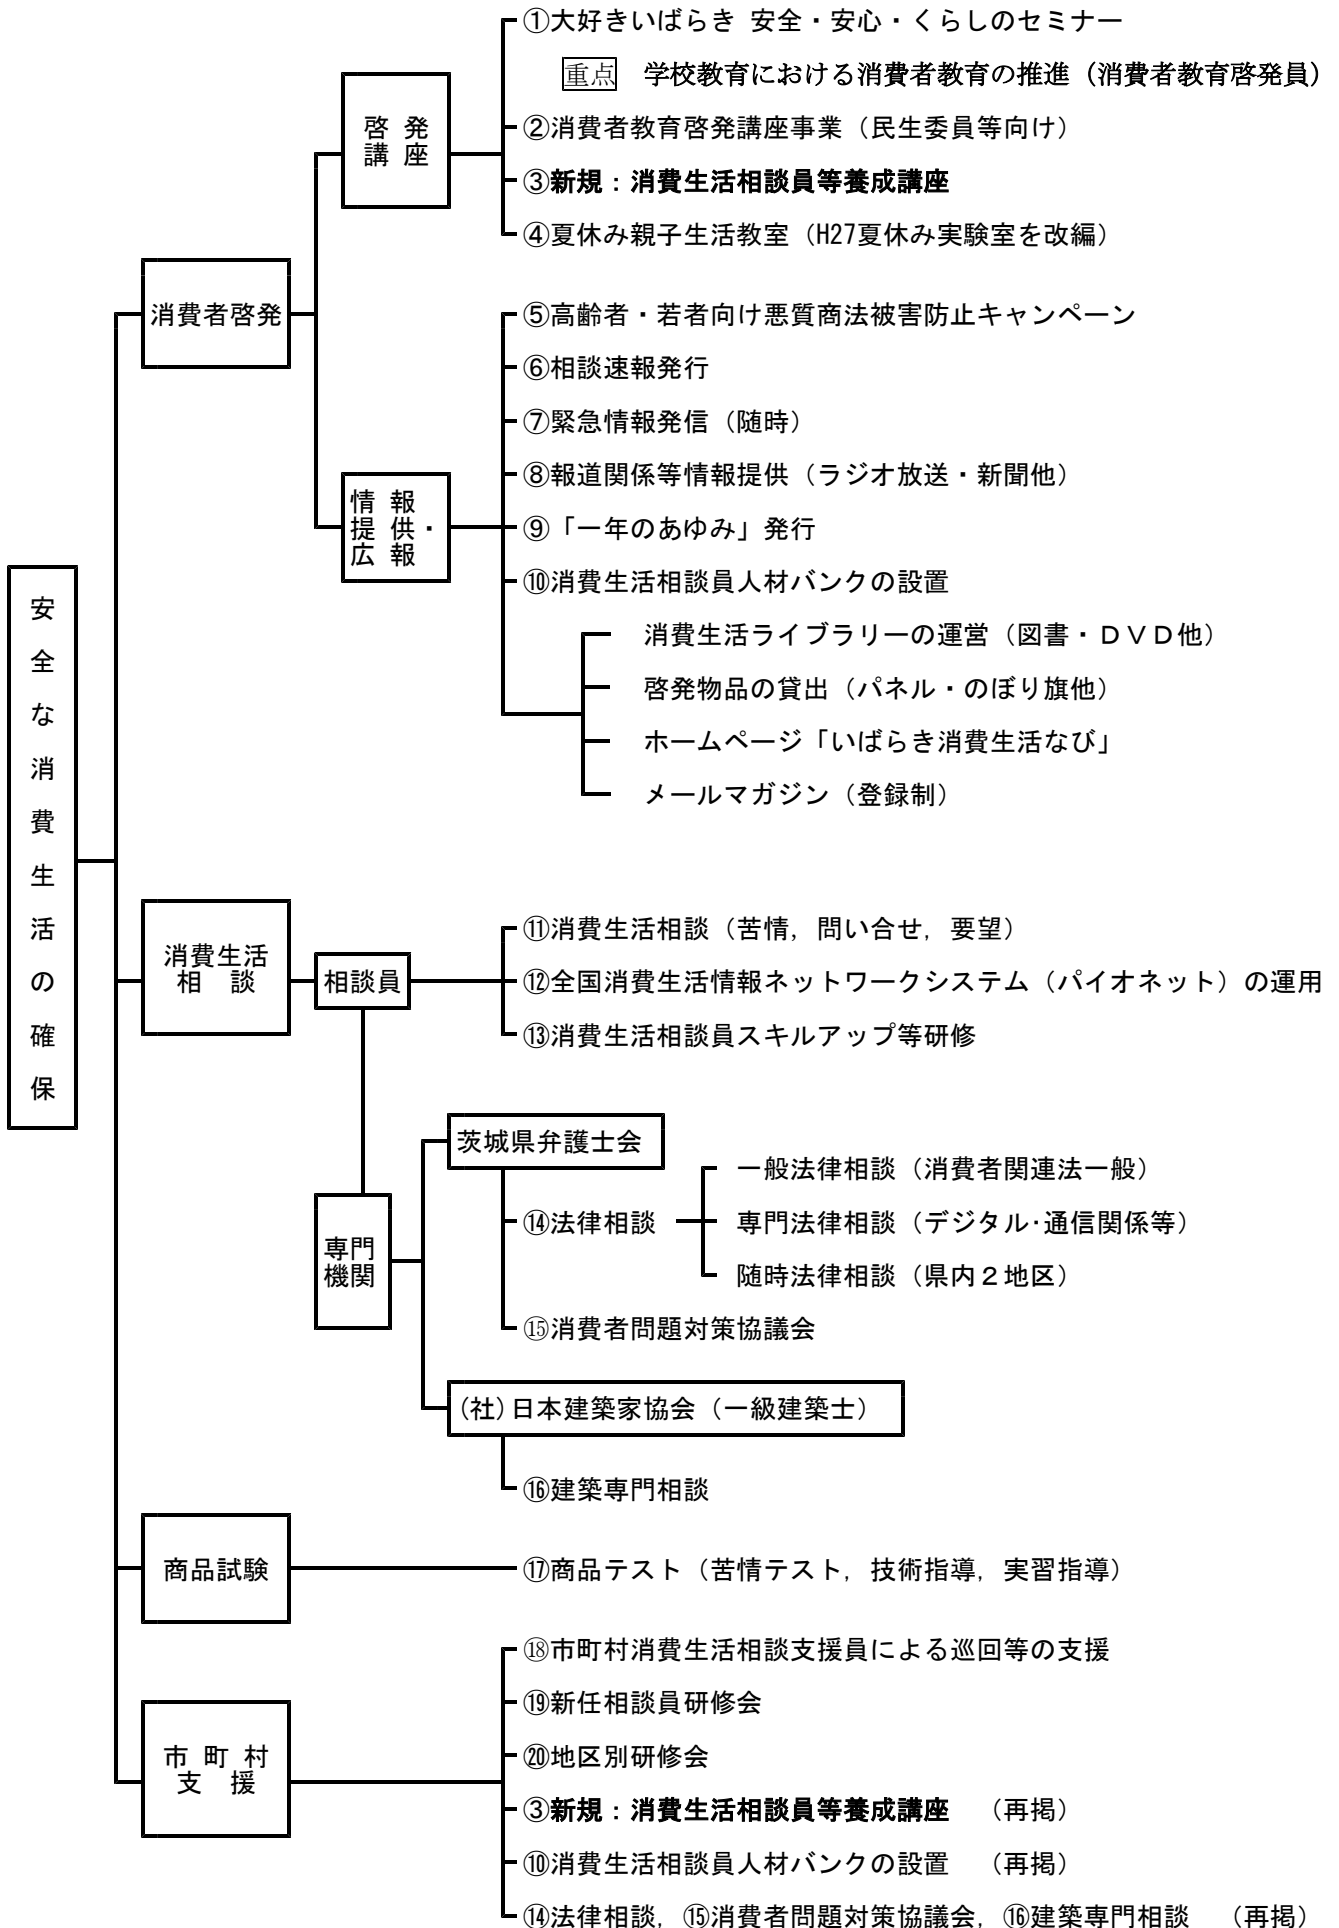 安全な消費生活の確保
消費者啓発
啓発
講座
①大好きいばらき 安全・安心・くらしのセミナー
重点 学校教育における消費者教育の推進（消費者教育啓発員）
②消費者教育啓発講座事業（民生委員等向け）
③新規：消費生活相談員等養成講座
④夏休み親子生活教室（H27夏休み実験室を改編）
情報
提供・
広報
⑤高齢者・若者向け悪質商法被害防止キャンペーン
⑥相談速報発行
⑦緊急情報発信（随時）
⑧報道関係等情報提供（ラジオ放送・新聞他）
⑨「一年のあゆみ」発行
⑩消費生活相談員人材バンクの設置
消費生活ライブラリーの運営（図書・ＤＶＤ他）
啓発物品の貸出（パネル・のぼり旗他）
ホームページ「いばらき消費生活なび」
メールマガジン（登録制）
消費生活
相　談
相談員
⑪消費生活相談（苦情，問い合せ，要望）
⑫全国消費生活情報ネットワークシステム（パイオネット）の運用
⑬消費生活相談員スキルアップ等研修
専門
機関
茨城県弁護士会
⑭法律相談
一般法律相談（消費者関連法一般）
専門法律相談（デジタル･通信関係等）
随時法律相談（県内２地区）
⑮消費者問題対策協議会
(社)日本建築家協会（一級建築士）
⑯建築専門相談
商品試験
⑰商品テスト（苦情テスト，技術指導，実習指導）
市町村
支　援
⑱市町村消費生活相談支援員による巡回等の支援
⑲新任相談員研修会
⑳地区別研修会
③新規：消費生活相談員等養成講座　（再掲）
⑩消費生活相談員人材バンクの設置　（再掲）
⑭法律相談，⑮消費者問題対策協議会，⑯建築専門相談　（再掲）